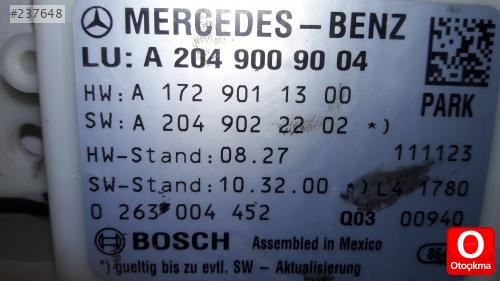 #237648
MERCEDES-BENZ
LU: A 204 900 90 04
HW: A 172 901 13 00
PARK
SW: A 204 902 22 02 *)
HW-Stand: 08.27 111123
SW-Stand: 10.32.00 *) L4 1780
0 263 004 452 Q03 00940
BOSCH Assembled in Mexico
*) gueltig bis zu evtl. SW - Aktualisierung
Otoçıkma